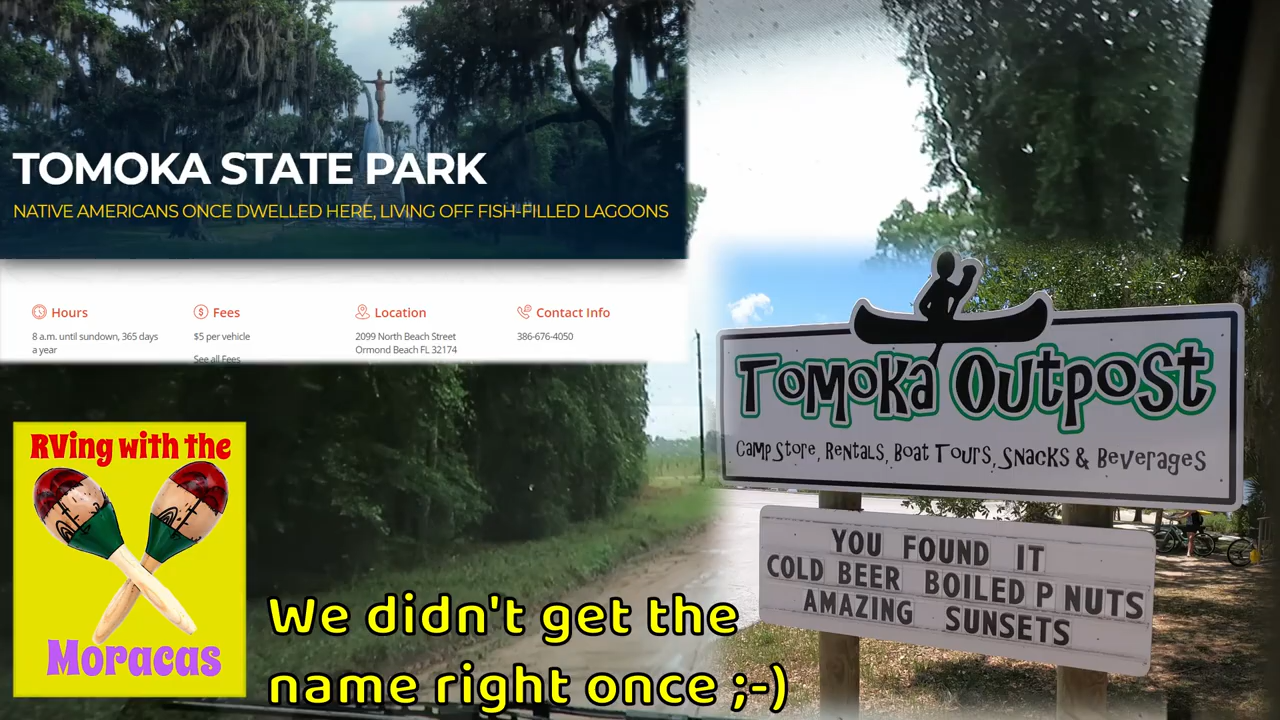 TOMOKA STATE PARK
NATIVE AMERICANS ONCE DWELLED HERE, LIVING OFF FISH-FILLED LAGOONS
Hours
8 a.m. until sundown, 365 days
a year
Fees
$5 per vehicle
See all Fees
Location
2099 North Beach Street
Ormond Beach FL 32174
Contact Info
386-676-4050
Tomoka Outpost
Camp Store, Rentals, Boat Tours, Snacks & Beverages
YOU FOUND IT
COLD BEER BOILED P NUTS
AMAZING SUNSETS
RVing with the
Moracas
We didn't get the
name right once ;-)